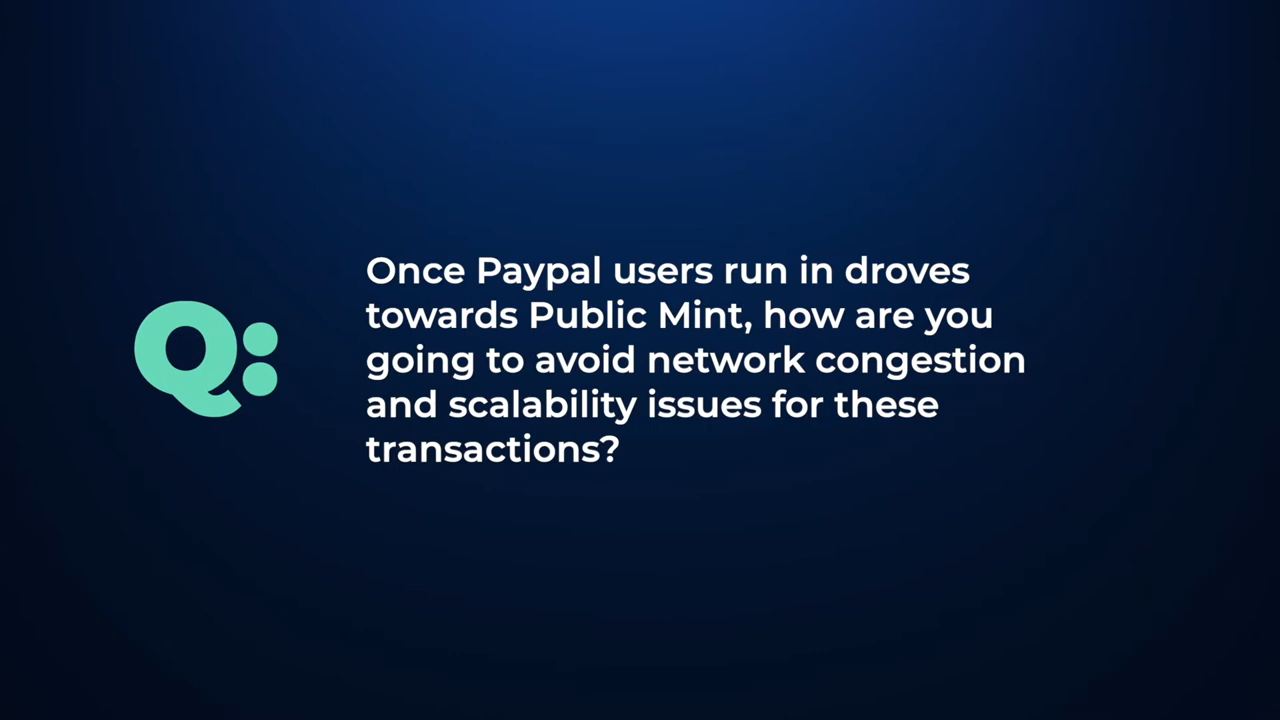 Q:
Once Paypal users run in droves
towards Public Mint, how are you
going to avoid network congestion
and scalability issues for these
transactions?